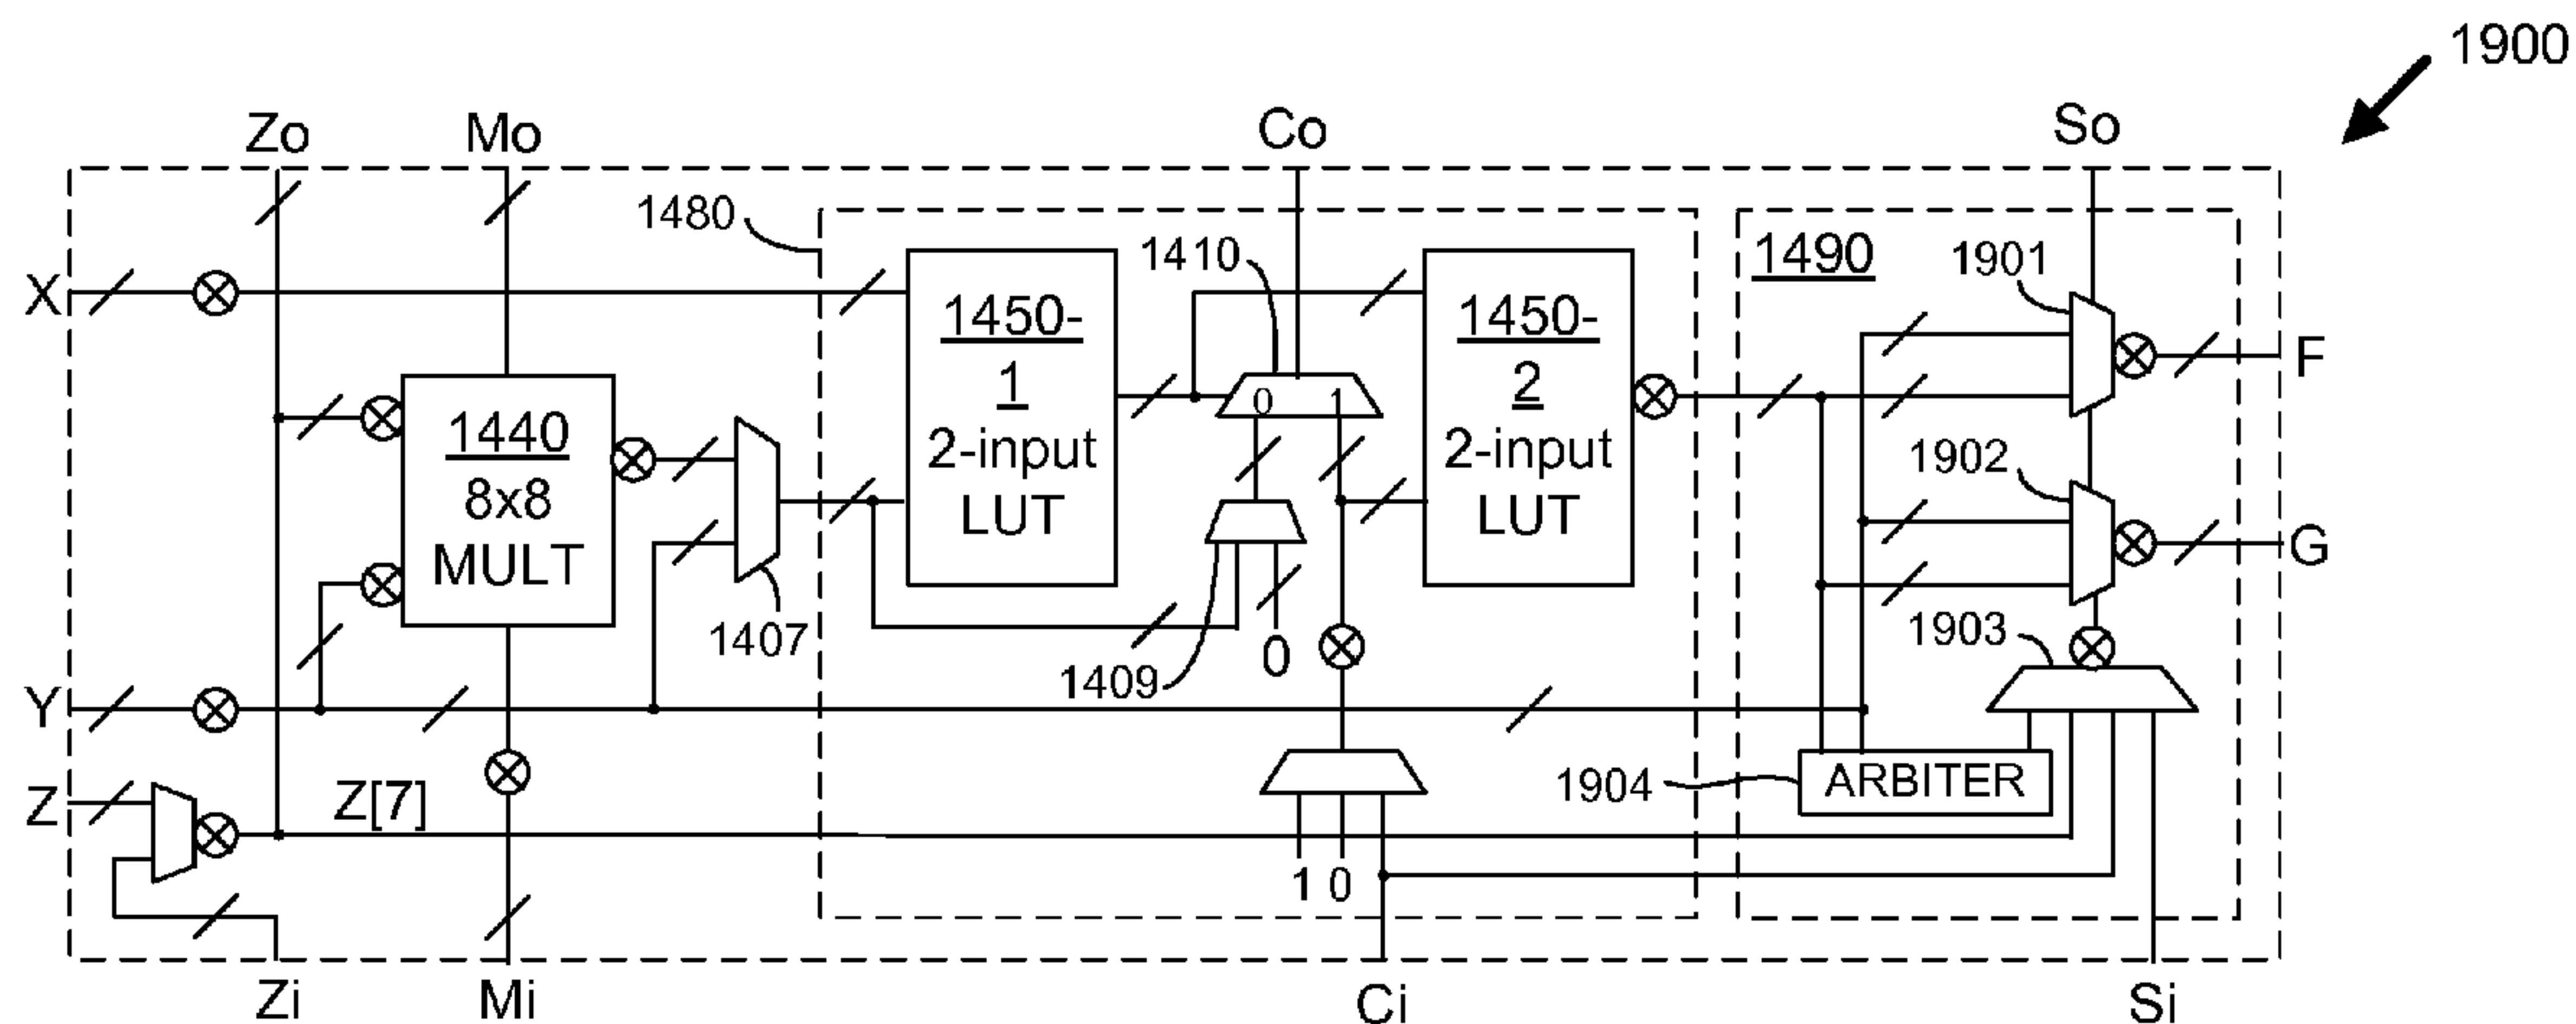 1900
Zo Mo Co So
1480
1410
1490
1901
X
1450-
1
2-input
LUT
1450-
2
2-input
LUT
0 1
F
1440
8x8
MULT
1902
G
1407
1409
0
1903
Y
Z
Z[7]
1904
ARBITER
1 0
Zi Mi Ci Si